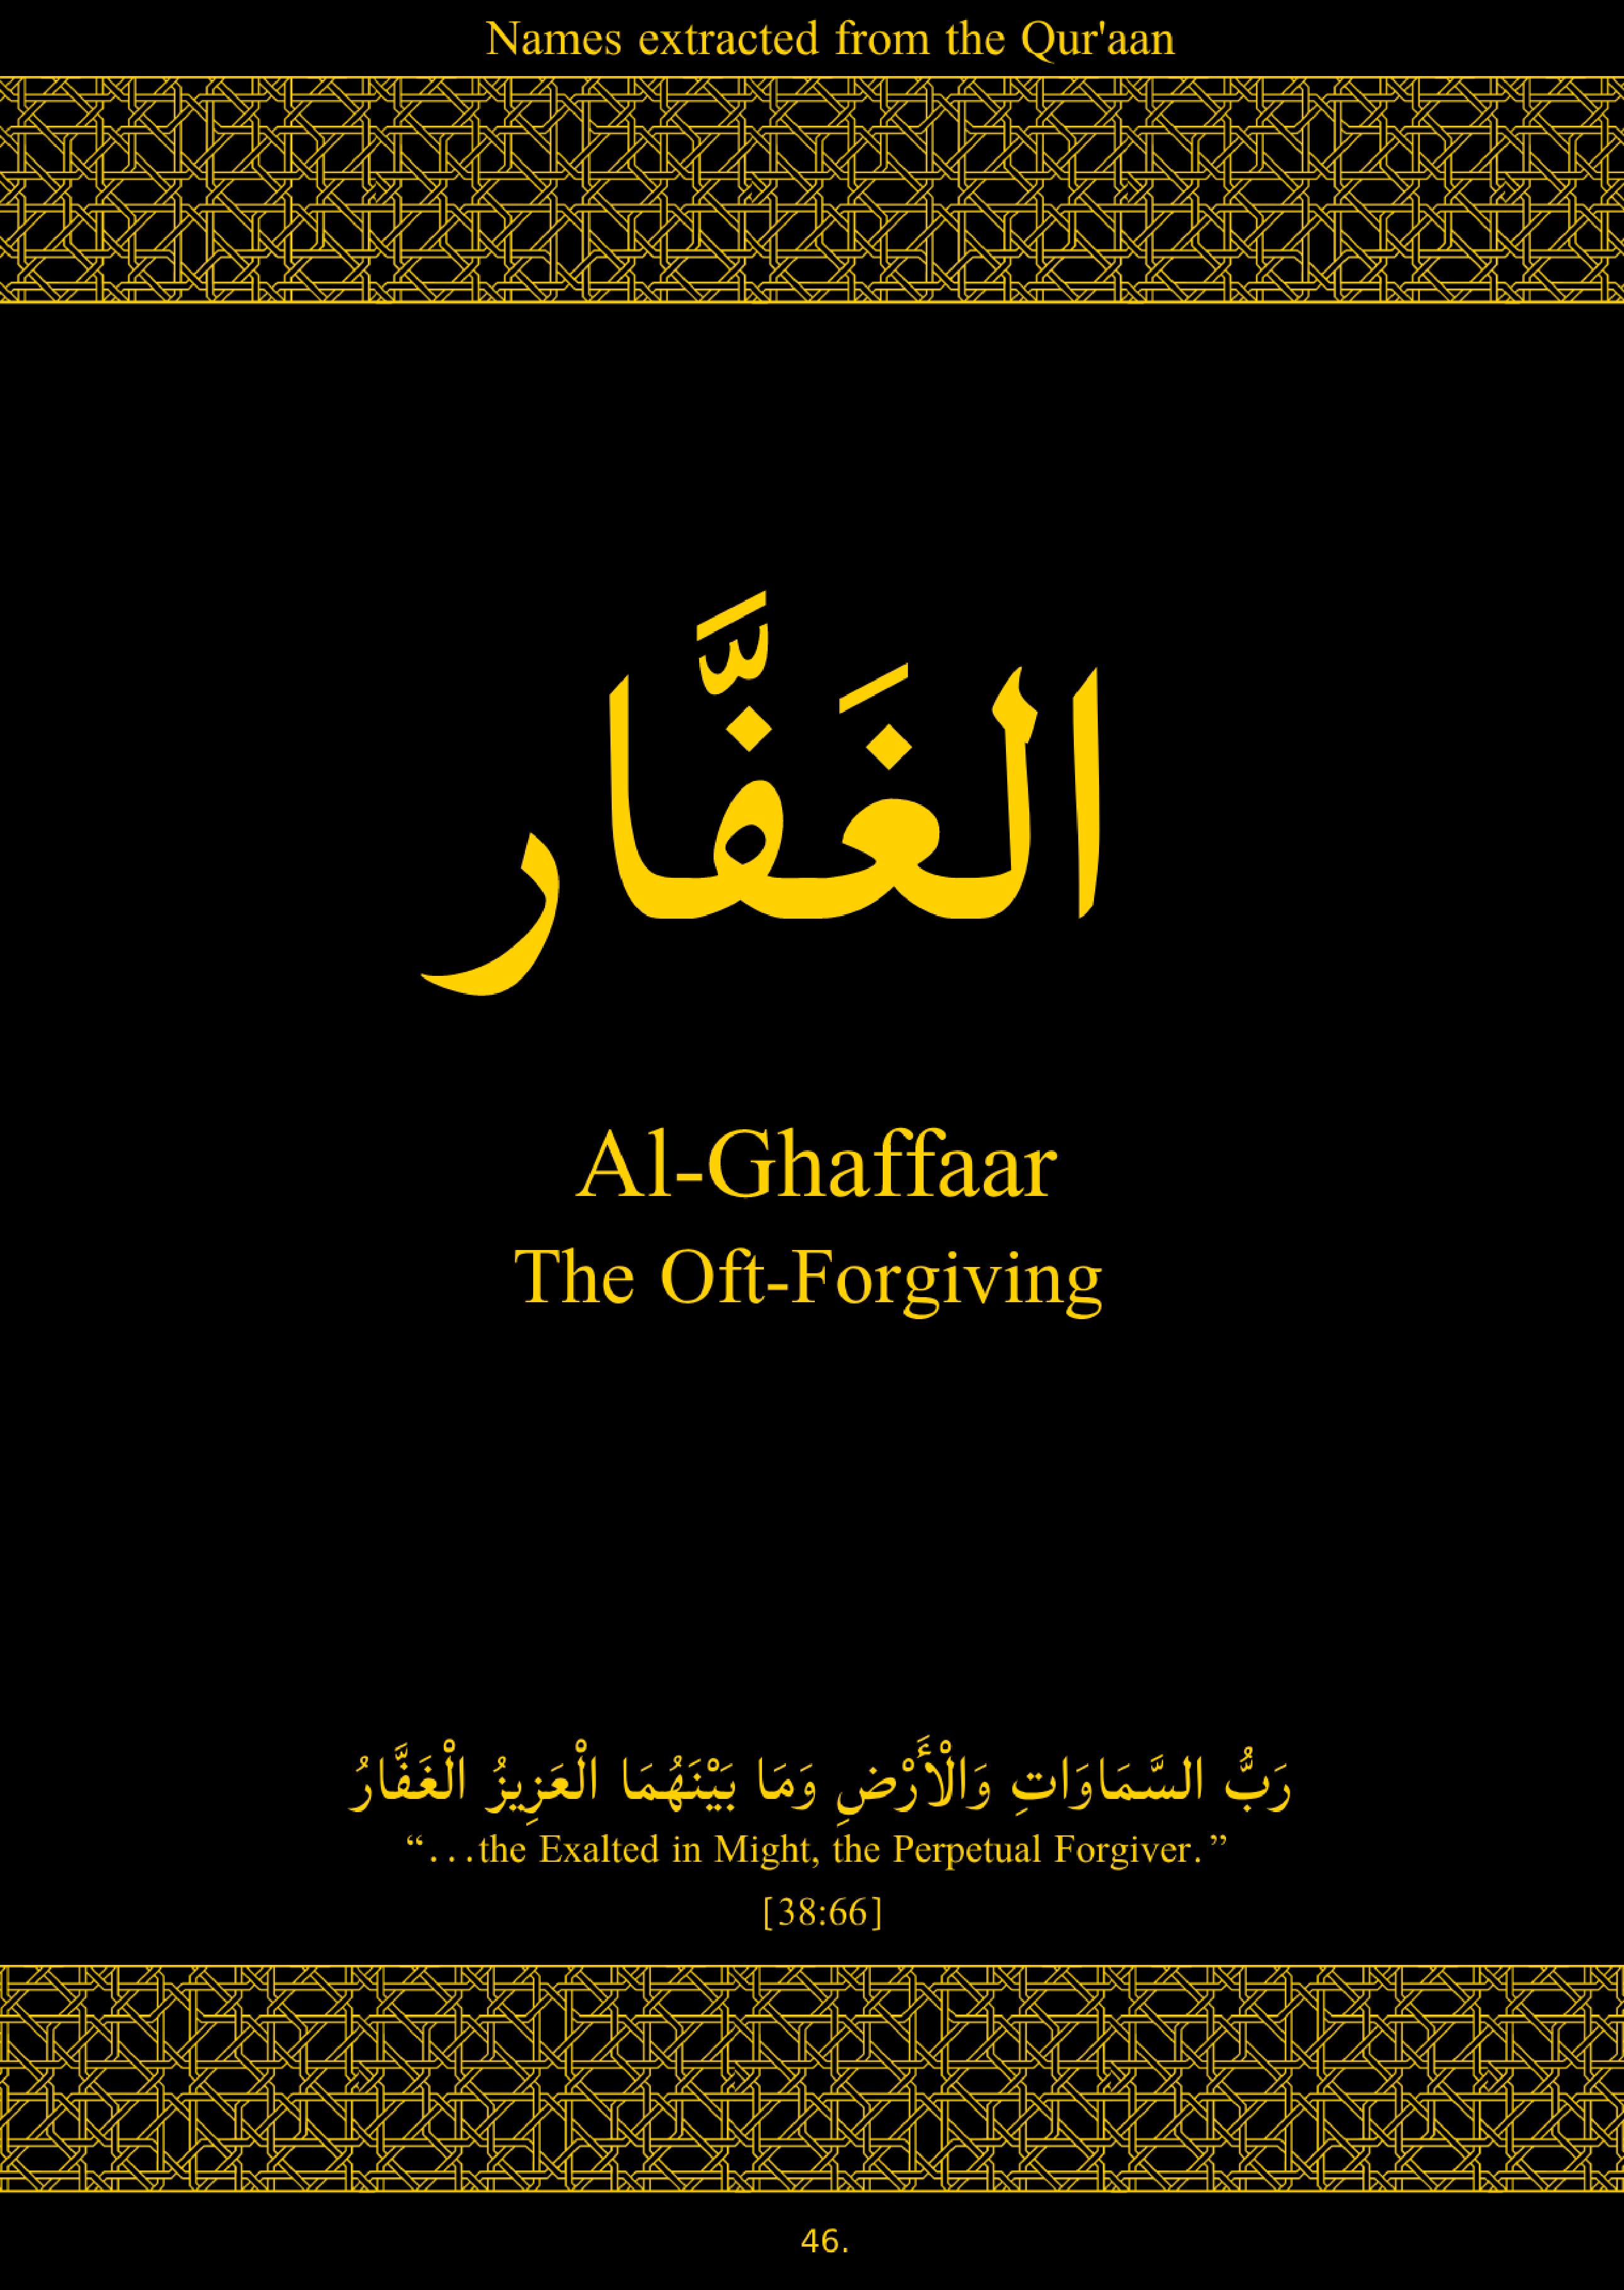 Names extracted from the Qur'aan
الغَفَّار
Al-Ghaffaar
The Oft-Forgiving
رَبُّ السَّمَاوَاتِ وَالْأَرْضِ وَمَا بَيْنَهُمَا الْعَزِيزُ الْغَفَّارُ
“...the Exalted in Might, the Perpetual Forgiver.”
[38:66]
46.